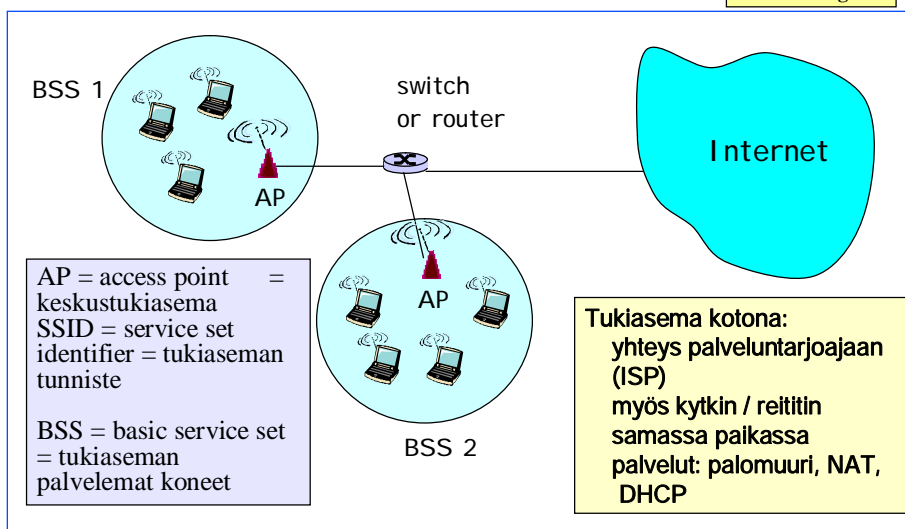 BSS 1
switch
or router
Internet
AP
AP
AP = access point =
keskustukiasema
SSID = service set
identifier = tukiaseman
tunniste
BSS = basic service set
= tukiaseman
palvelemat koneet
BSS 2
Tukiasema kotona:
yhteys palveluntarjoajaan
(ISP)
myös kytkin / reititin
samassa paikassa
palvelut: palomuuri, NAT,
DHCP